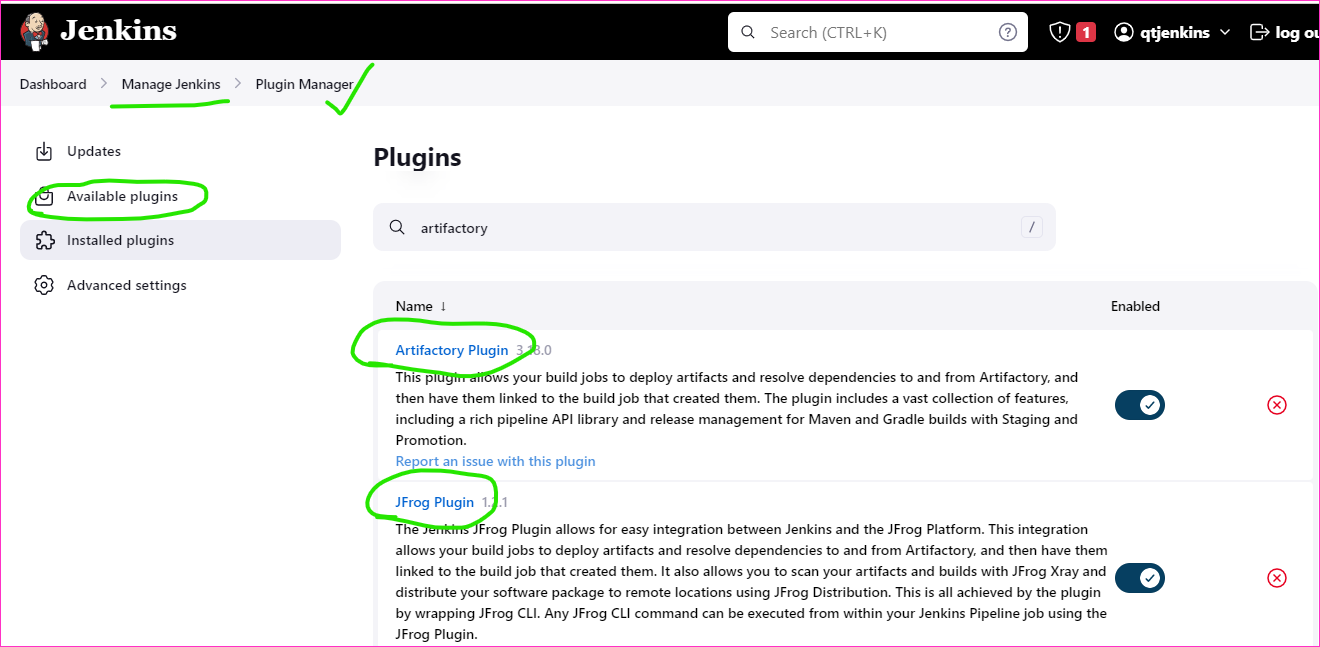 Jenkins
Search (CTRL+K)
?
1
qtjenkins
log ou
Dashboard > Manage Jenkins > Plugin Manager
Updates
Available plugins
Installed plugins
Advanced settings
Plugins
artifactory
/
Name ↓
Enabled
Artifactory Plugin 3.18.0
This plugin allows your build jobs to deploy artifacts and resolve dependencies to and from Artifactory, and
then have them linked to the build job that created them. The plugin includes a vast collection of features,
including a rich pipeline API library and release management for Maven and Gradle builds with Staging and
Promotion.
Report an issue with this plugin
JFrog Plugin
The Jenkins JFrog Plugin allows for easy integration between Jenkins and the JFrog Platform. This integration
allows your build jobs to deploy artifacts and resolve dependencies to and from Artifactory, and then have them
linked to the build job that created them. It also allows you to scan your artifacts and builds with JFrog Xray and
distribute your software package to remote locations using JFrog Distribution. This is all achieved by the plugin
by wrapping JFrog CLI. Any JFrog CLI command can be executed from within your Jenkins Pipeline job using the
JFrog Plugin.